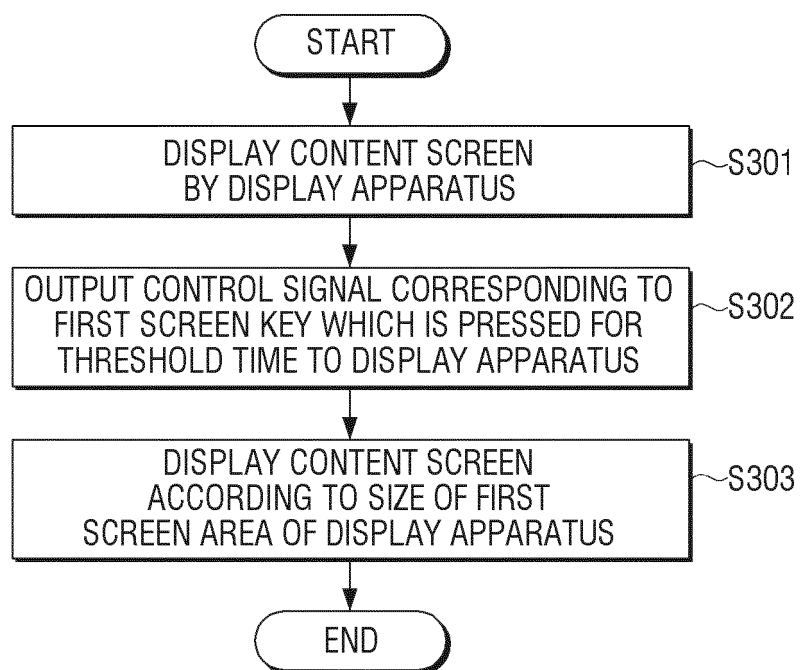 START
DISPLAY CONTENT SCREEN
BY DISPLAY APPARATUS
S301
OUTPUT CONTROL SIGNAL CORRESPONDING TO
FIRST SCREEN KEY WHICH IS PRESSED FOR
THRESHOLD TIME TO DISPLAY APPARATUS
S302
DISPLAY CONTENT SCREEN
ACCORDING TO SIZE OF FIRST
SCREEN AREA OF DISPLAY APPARATUS
S303
END